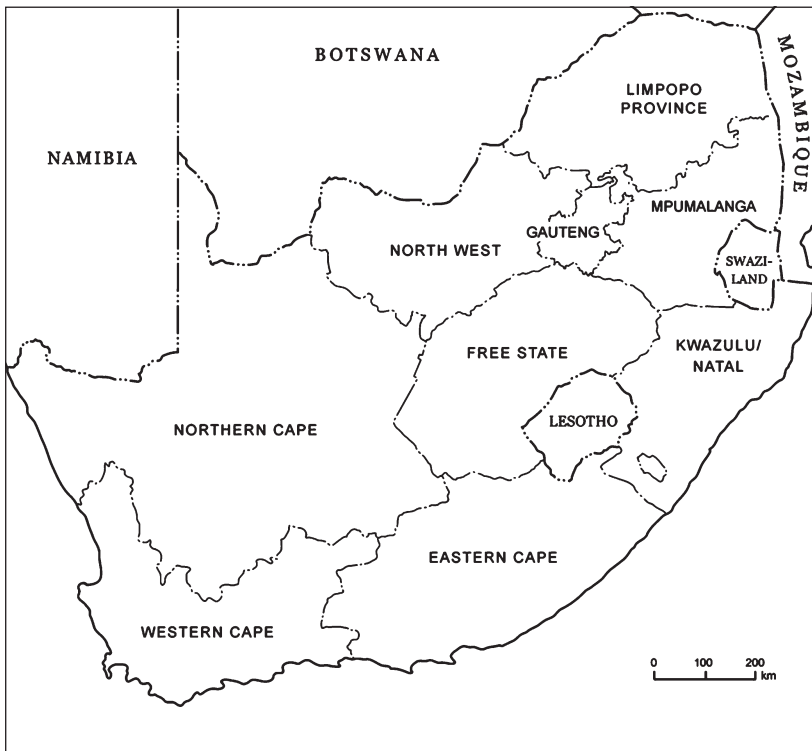 BOTSWANA
MOZAMBIQUE
LIMPOPO
PROVINCE
NAMIBIA
MPUMALANGA
GAUTENG
NORTH WEST
SWAZI-
LAND
FREE STATE
KWAZULU/
NATAL
LESOTHO
NORTHERN CAPE
EASTERN CAPE
WESTERN CAPE
0 100 200
km